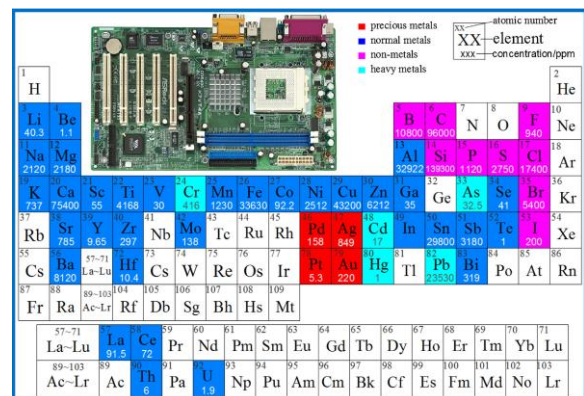 precious metals
normal metals
non-metals
heavy metals
xx atomic number
XX element
xxx concentration/ppm
1 2
H He
3 4 5 6 7 8 9 10
Li Be B C N O F Ne
40.3 1.1 10800 96000 940
11 12 13 14 15 16 17 18
Na Mg Al Si P S Cl Ar
2120 2180 32922 139300 1120 2750 17400
19 20 21 22 23 24 25 26 27 28 29 30 31 32 33 34 35 36
K Ca Sc Ti V Cr Mn Fe Co Ni Cu Zn Ga Ge As Se Br Kr
737 75400 55 4168 30 416 1230 33630 92.2 2512 43200 6212 35 32.5 41 5400
37 38 39 40 41 42 43 44 45 46 47 48 49 50 51 52 53 54
Rb Sr Y Zr Nb Mo Tc Ru Rh Pd Ag Cd In Sn Sb Te I Xe
785 9.65 297 138 158 849 17 29800 3180 1 200
55 56 57~71 72 73 74 75 76 77 78 79 80 81 82 83 84 85 86
Cs Ba La~Lu Hf Ta W Re Os Ir Pt Au Hg Tl Pb Bi Po At Rn
8120 10.4 5.3 220 1 23530 319
87 88 89~103 104 105 106 107 108 109
Fr Ra Ac~Lr Rf Db Sg Bh Hs Mt
57~71 57 58 59 60 61 62 63 64 65 66 67 68 69 70 71
La~Lu La Ce Pr Nd Pm Sm Eu Gd Tb Dy Ho Er Tm Yb Lu
91.5 72
89~103 89 90 91 92 93 94 95 96 97 98 99 100 101 102 103
Ac~Lr Ac Th Pa U Np Pu Am Cm Bk Cf Es Fm Md No Lr
6 1.9